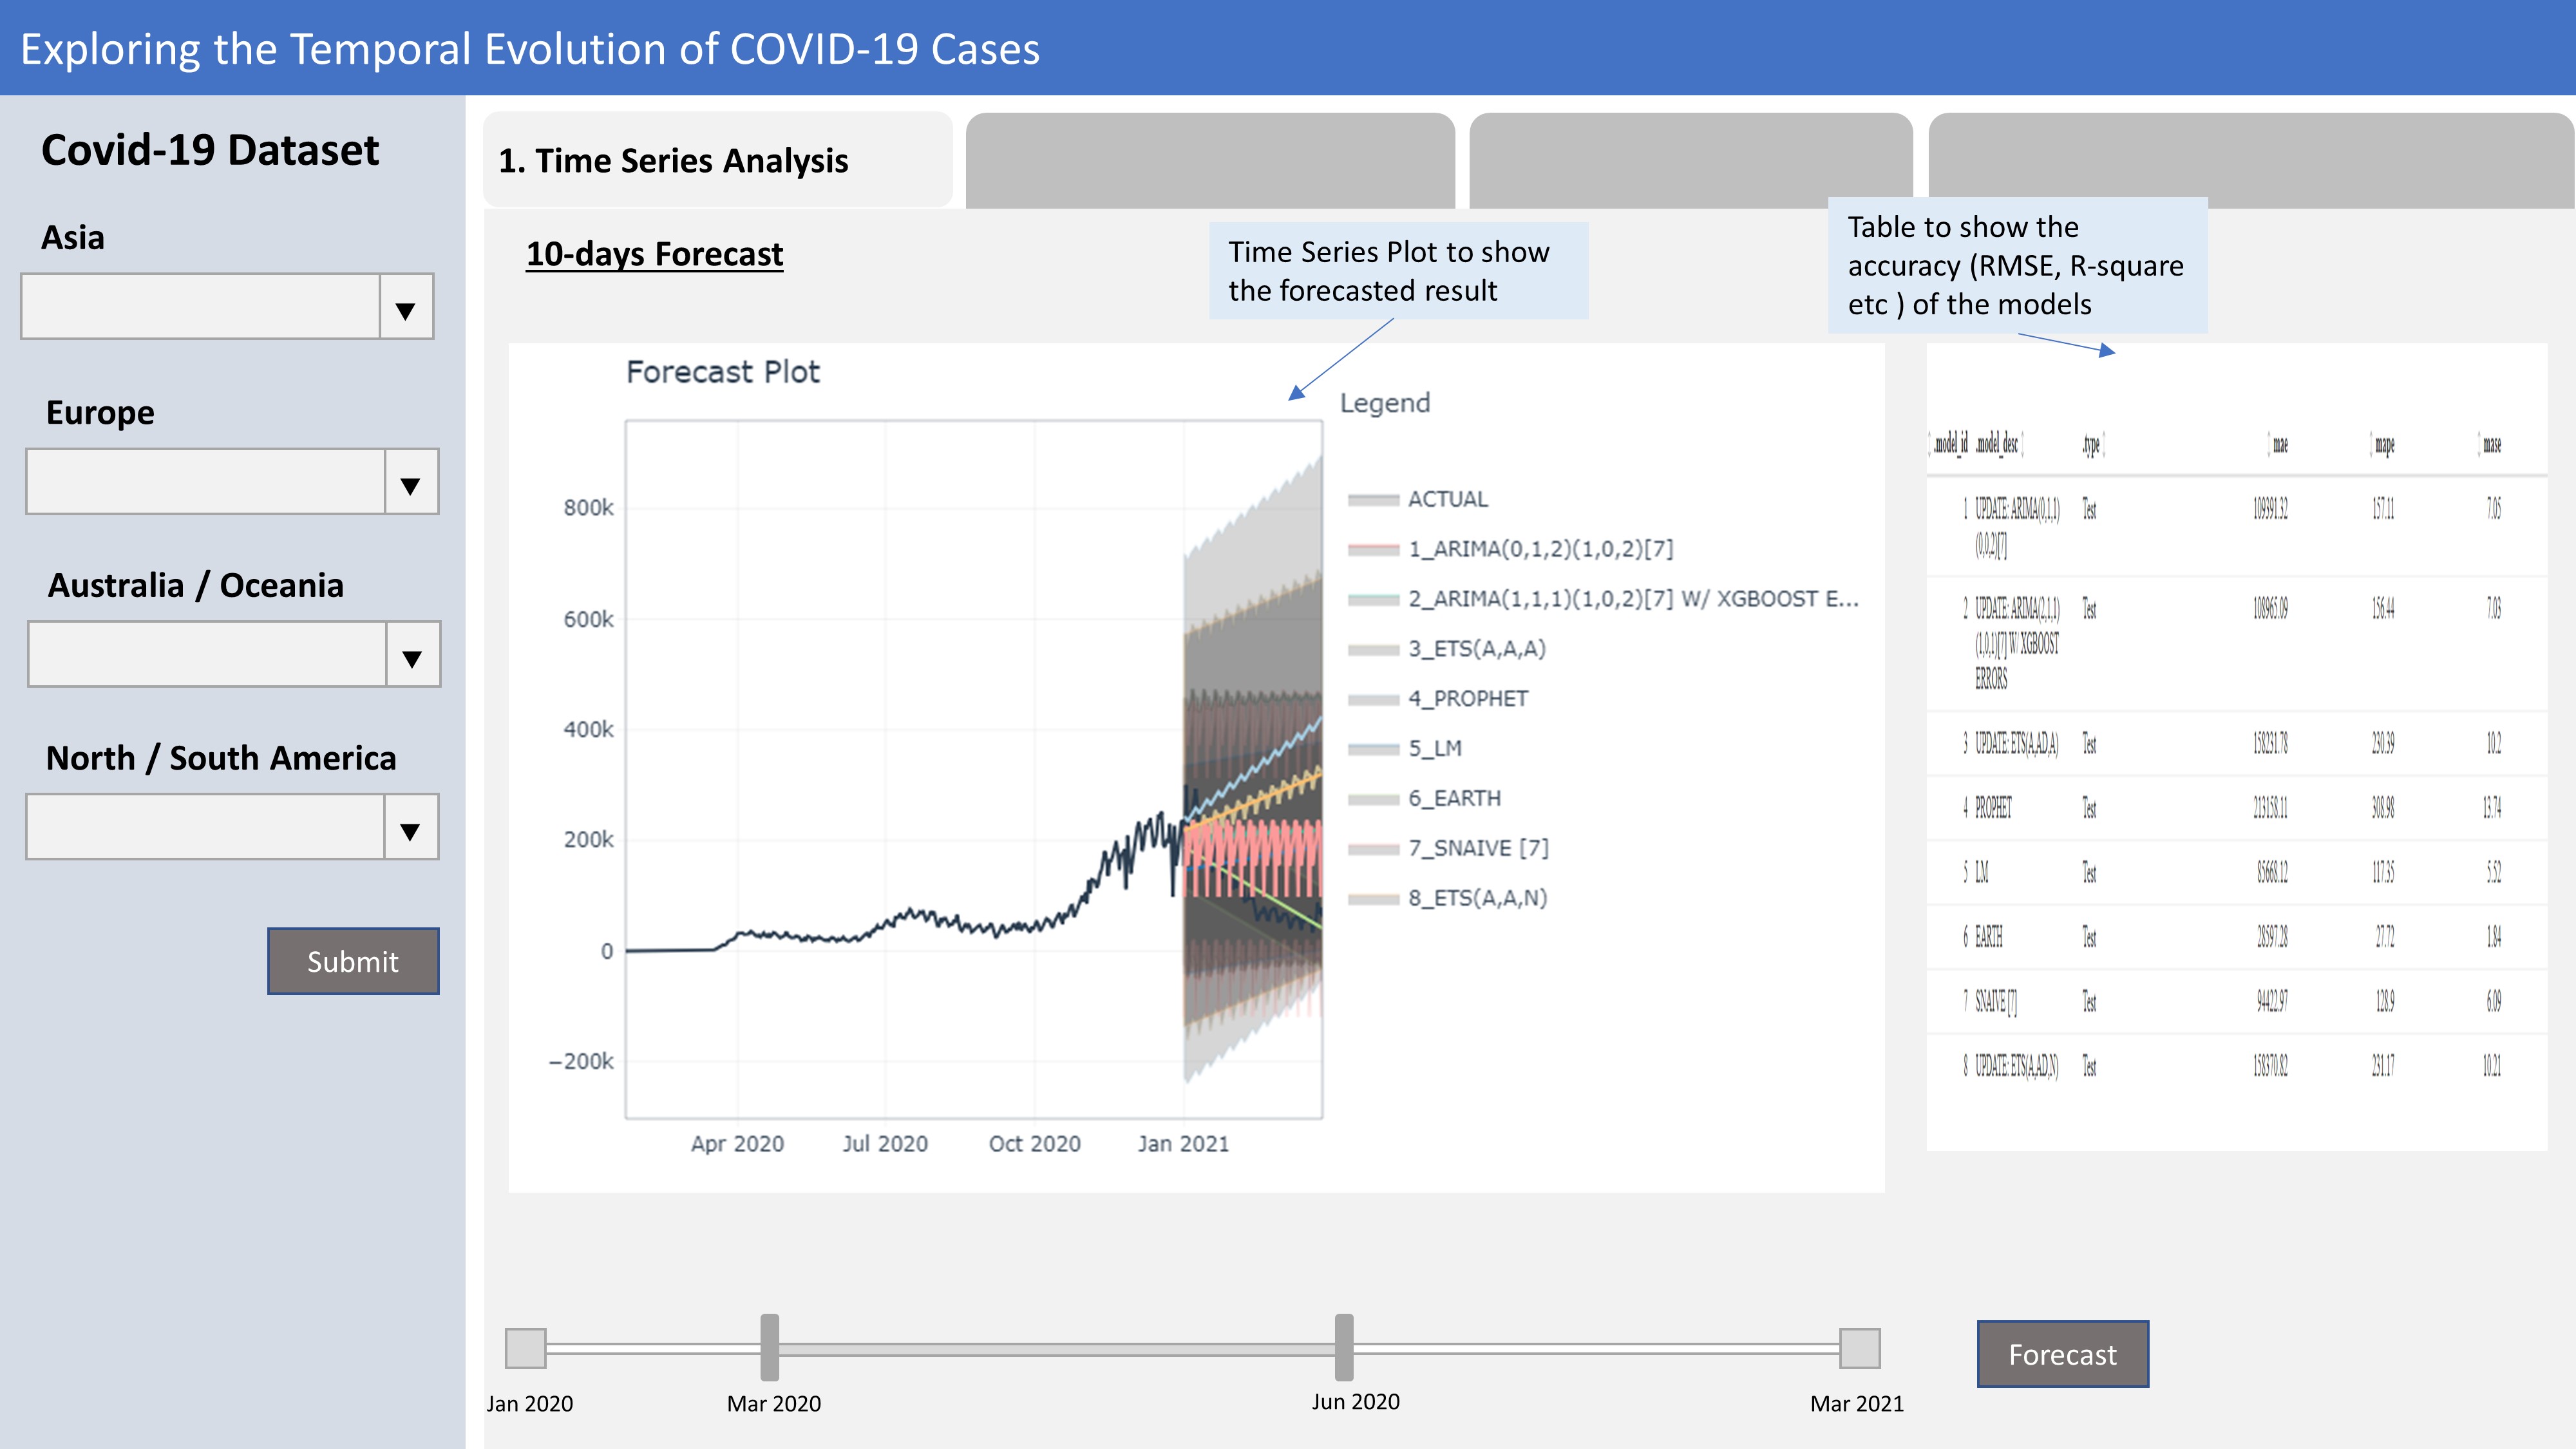 Exploring the Temporal Evolution of COVID-19 Cases
Covid-19 Dataset
Asia
Europe
Australia / Oceania
North / South America
Submit
1. Time Series Analysis
10-days Forecast
Time Series Plot to show
the forecasted result
Table to show the
accuracy (RMSE, R-square
etc ) of the models
Forecast Plot
Legend
800k
600k
400k
200k
0
−200k
Apr 2020 Jul 2020 Oct 2020 Jan 2021
ACTUAL
1_ARIMA(0,1,2)(1,0,2)[7]
2_ARIMA(1,1,1)(1,0,2)[7] W/ XGBOOST E...
3_ETS(A,A,A)
4_PROPHET
5_LM
6_EARTH
7_SNAIVE [7]
8_ETS(A,A,N)
.model_id .model_desc .type mae mape mase
1 UPDATE: ARIMA(0,1,1) Test 109391.32 157.11 7.05
(0,0,2)[7]
2 UPDATE: ARIMA(2,1,1) Test 108965.09 156.44 7.03
(1,0,1)[7] W/ XGBOOST
ERRORS
3 UPDATE: ETS(A,AD,A) Test 158231.78 230.39 10.2
4 PROPHET Test 213158.11 308.98 13.74
5 LM Test 85668.12 117.35 5.52
6 EARTH Test 28597.28 27.72 1.84
7 SNAIVE [7] Test 94422.97 128.9 6.09
8 UPDATE: ETS(A,AD,N) Test 158370.82 231.17 10.21
Jan 2020 Mar 2020 Jun 2020 Mar 2021
Forecast